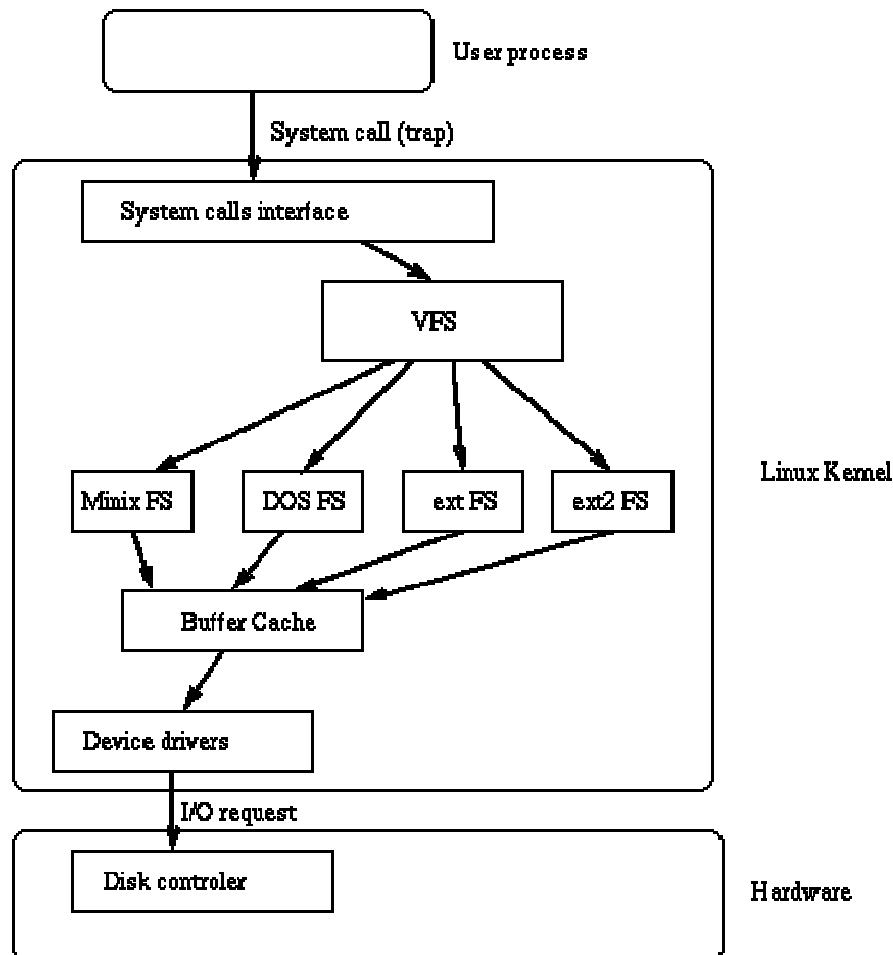 User process
System call (trap)
System calls interface
VFS
Linux Kernel
Minix FS
DOS FS
ext FS
ext2 FS
Buffer Cache
Device drivers
I/O request
Disk controler
Hardware